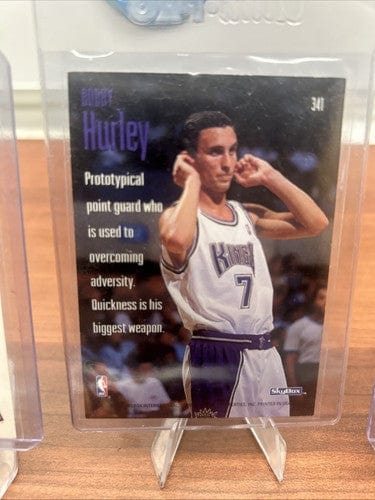 BOBBY
Hurley
341
Prototypical
point guard who
is used to
overcoming
adversity.
Quickness is his
biggest weapon.
KINGS
7
NBA
SkyBox